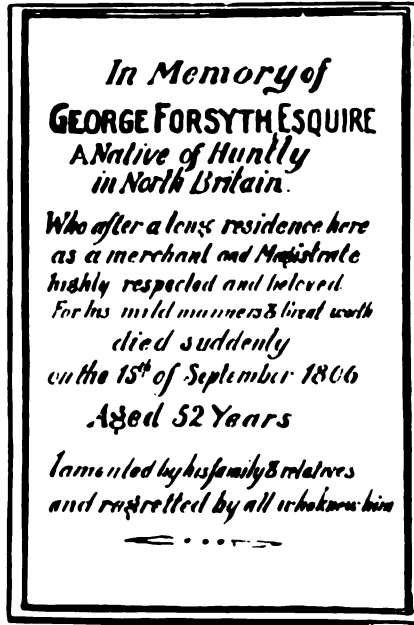 In Memory of
GEORGE FORSYTH ESQUIRE
A Native of Huntly
in North Britain.
Who after a long residence here
as a merchant and Magistrate
highly respected and beloved
For his mild manners & great worth
died suddenly
on the 15th of September 1806
Aged 52 Years
Lamented by his family & relatives
and regretted by all who knew him